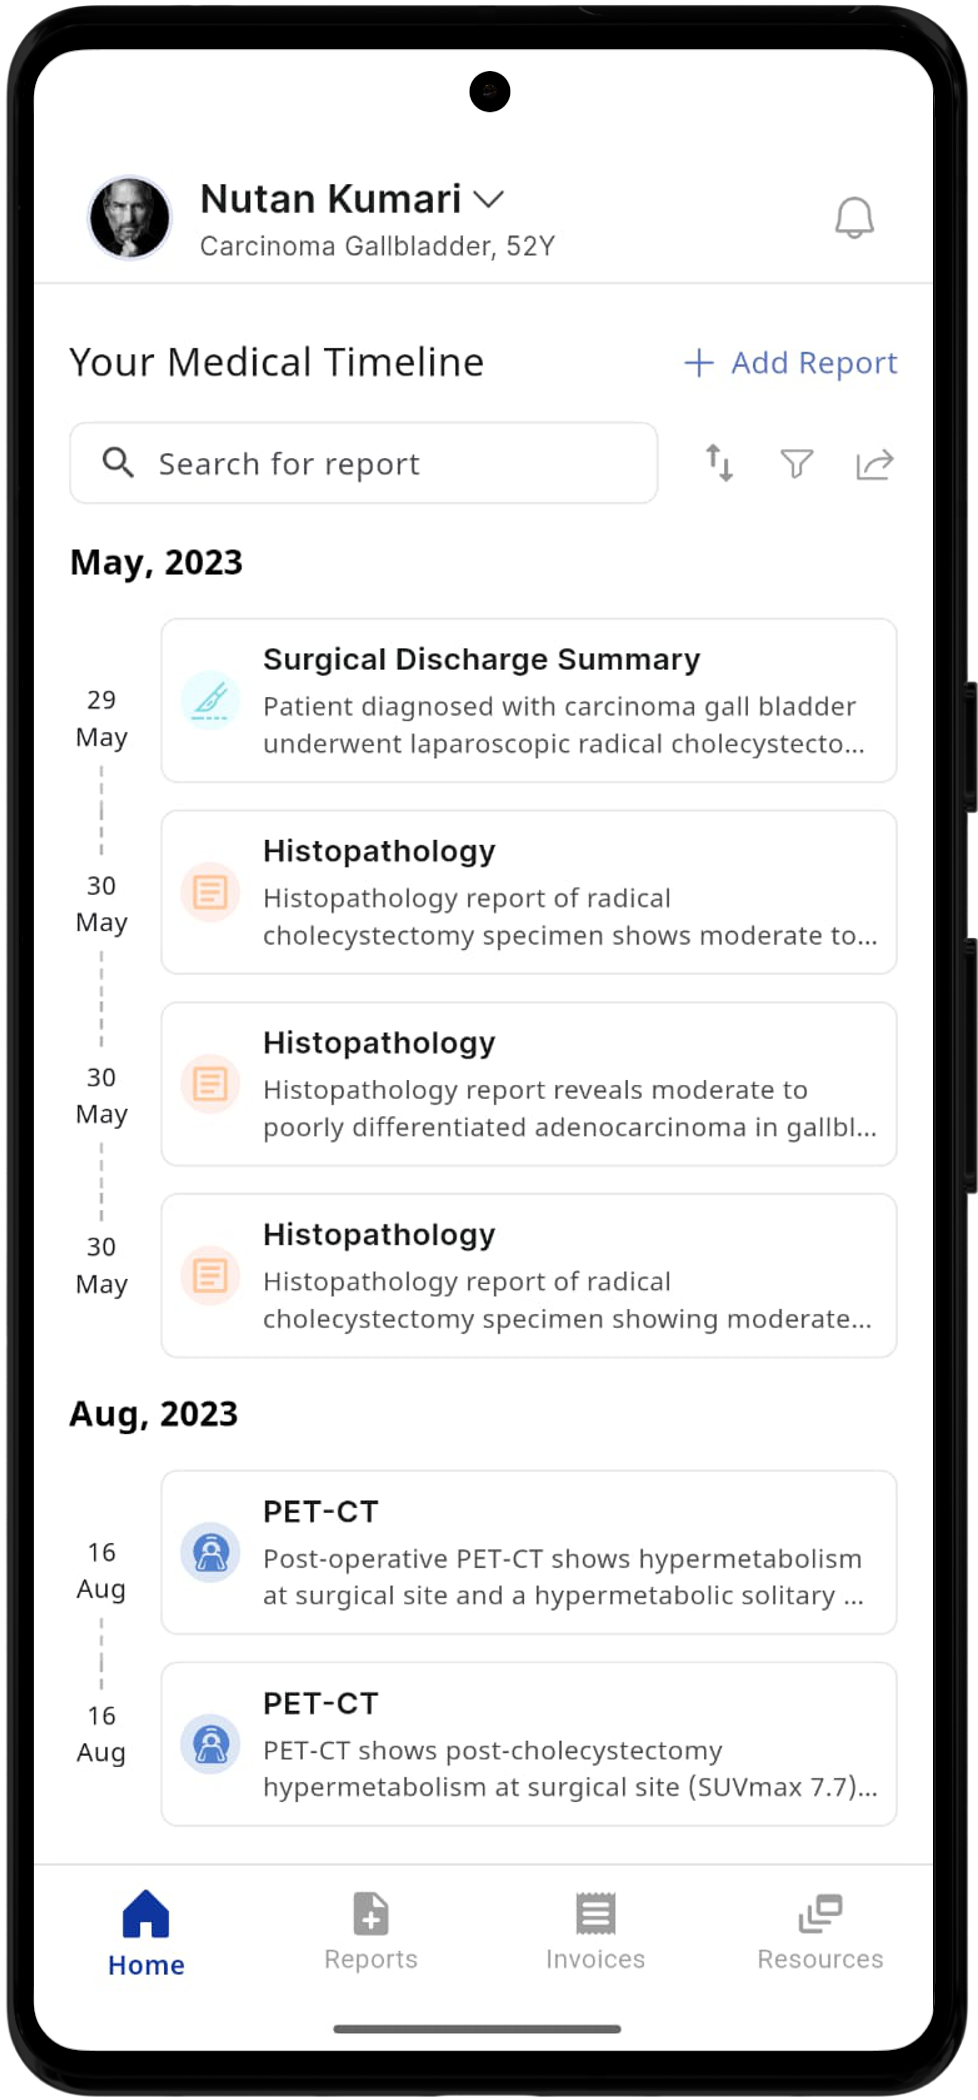 Nutan Kumari
Carcinoma Gallbladder, 52Y
Your Medical Timeline
+ Add Report
Search for report
May, 2023
29
May
Surgical Discharge Summary
Patient diagnosed with carcinoma gall bladder
underwent laparoscopic radical cholecystecto...
30
May
Histopathology
Histopathology report of radical
cholecystectomy specimen shows moderate to...
30
May
Histopathology
Histopathology report reveals moderate to
poorly differentiated adenocarcinoma in gallbl...
30
May
Histopathology
Histopathology report of radical
cholecystectomy specimen showing moderate...
Aug, 2023
16
Aug
PET-CT
Post-operative PET-CT shows hypermetabolism
at surgical site and a hypermetabolic solitary ...
16
Aug
PET-CT
PET-CT shows post-cholecystectomy
hypermetabolism at surgical site (SUVmax 7.7)...
Home
Reports
Invoices
Resources